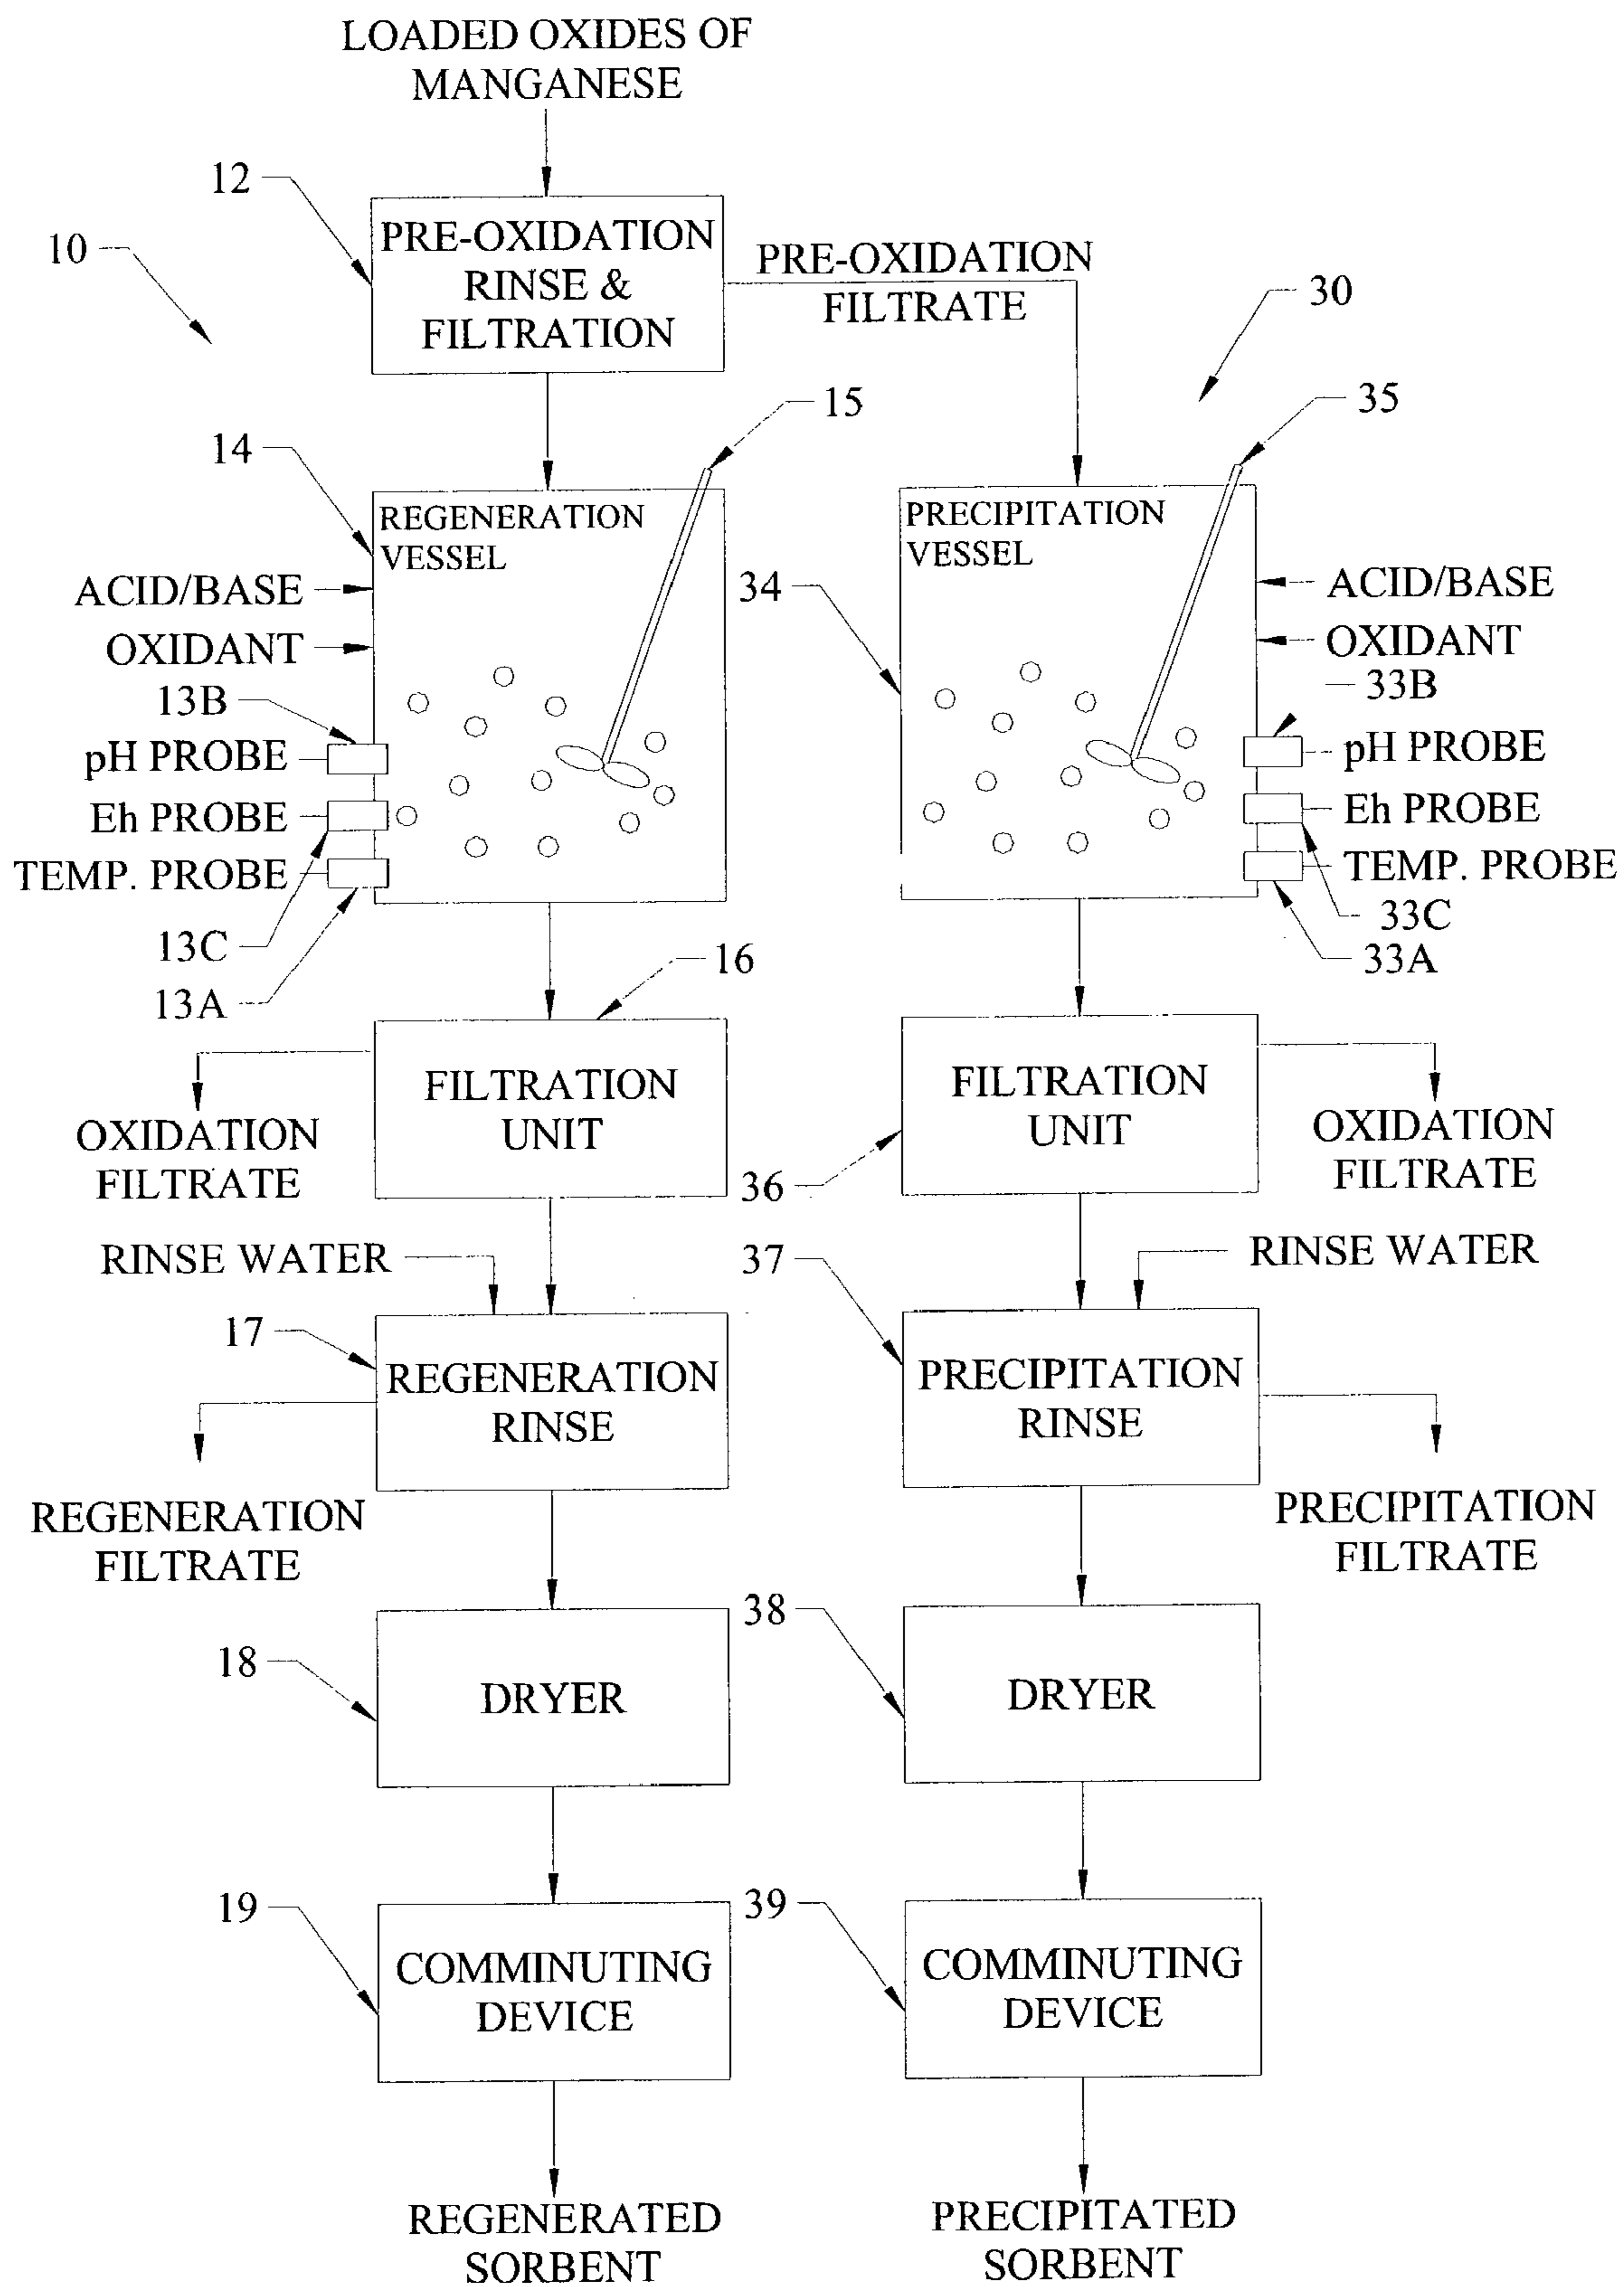 LOADED OXIDES OF
MANGANESE
12
10
PRE-OXIDATION
RINSE &
FILTRATION
PRE-OXIDATION
FILTRATE
30
15
35
14
REGENERATION
VESSEL
PRECIPITATION
VESSEL
34
ACID/BASE
OXIDANT
13B
pH PROBE
Eh PROBE
TEMP. PROBE
13C
13A
ACID/BASE
OXIDANT
33B
pH PROBE
Eh PROBE
TEMP. PROBE
33C
33A
16
FILTRATION
UNIT
OXIDATION
FILTRATE
36
FILTRATION
UNIT
OXIDATION
FILTRATE
RINSE WATER
17
REGENERATION
RINSE
REGENERATION
FILTRATE
37
RINSE WATER
PRECIPITATION
RINSE
PRECIPITATION
FILTRATE
18
DRYER
38
DRYER
19
COMMINUTING
DEVICE
39
COMMINUTING
DEVICE
REGENERATED
SORBENT
PRECIPITATED
SORBENT